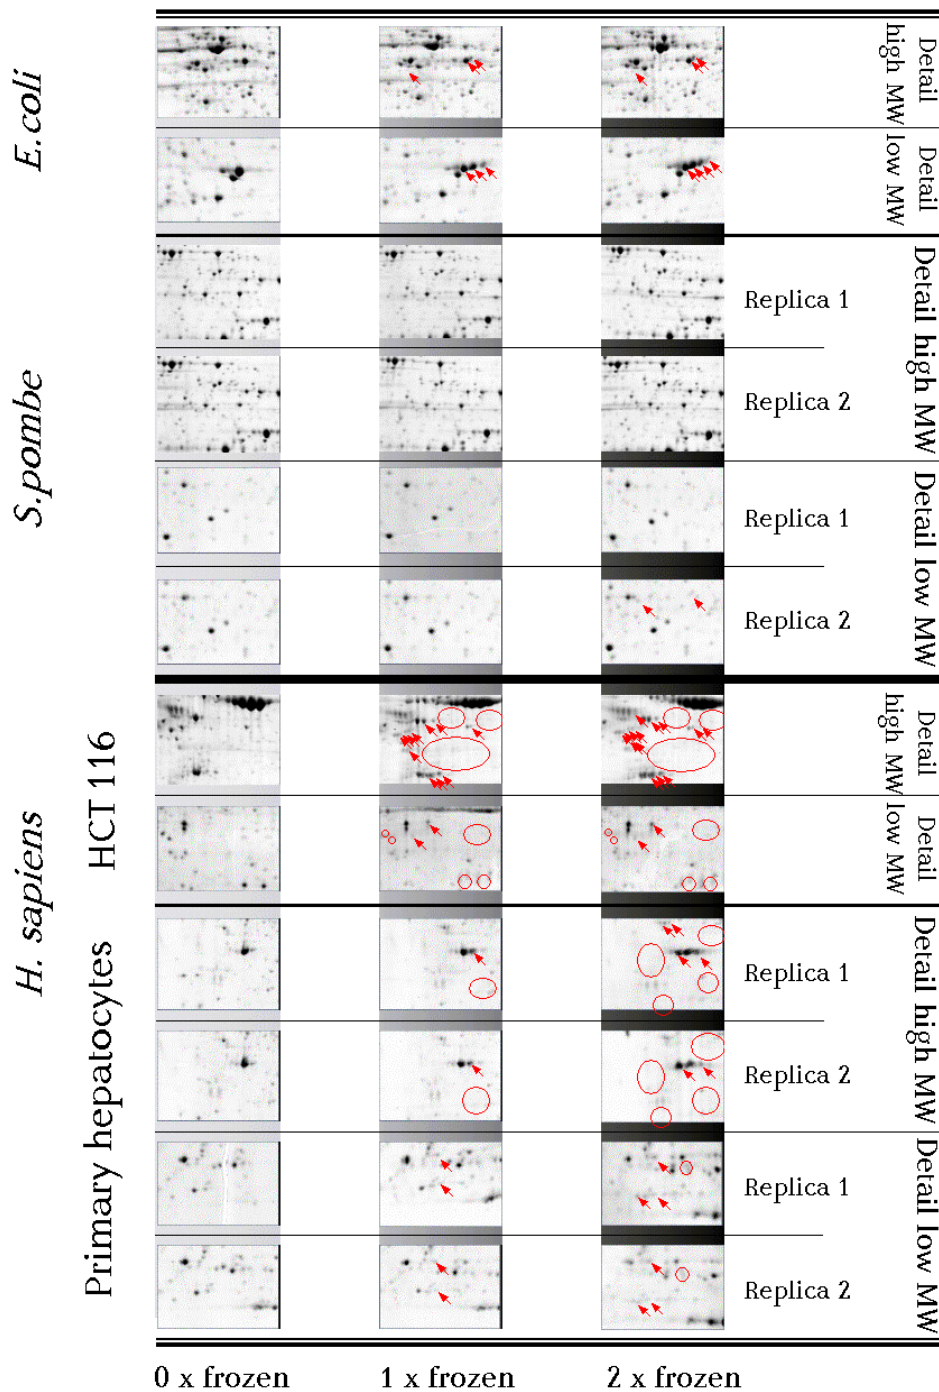 E.coli
Detail
high MW
Detail
low MW
S.pombe
Replica 1
Replica 2
Detail high MW
Replica 1
Replica 2
Detail low MW
H. sapiens
HCT 116
Detail
high MW
Detail
low MW
Primary hepatocytes
Replica 1
Replica 2
Detail high MW
Replica 1
Replica 2
Detail low MW
0 x frozen
1 x frozen
2 x frozen